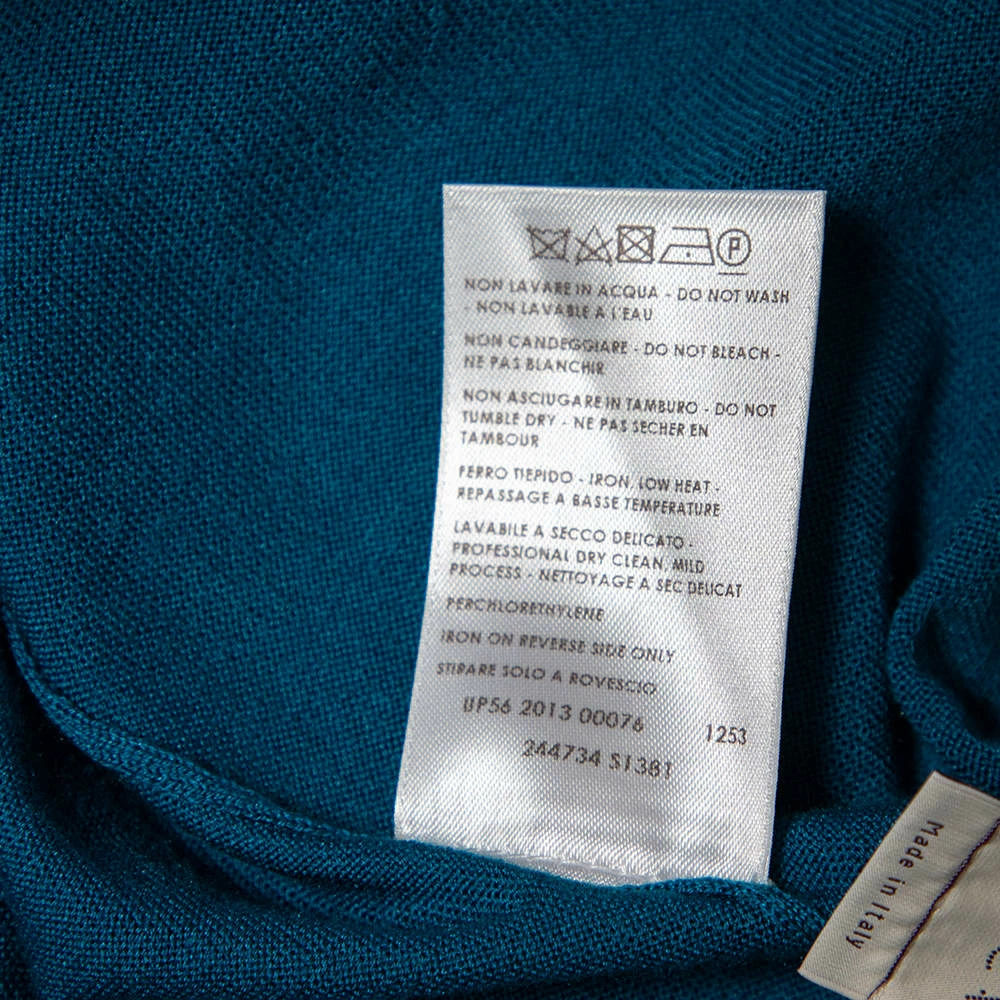 P
NON LAVARE IN ACQUA - DO NOT WASH
- NON LAVABLE A L'EAU
NON CANDEGGIARE - DO NOT BLEACH -
NE PAS BLANCHIR
NON ASCIUGARE IN TAMBURO - DO NOT
TUMBLE DRY - NE PAS SECHER EN
TAMBOUR
FERRO TIEPIDO - IRON, LOW HEAT -
REPASSAGE A BASSE TEMPERATURE
LAVABILE A SECCO DELICATO -
PROFESSIONAL DRY CLEAN, MILD
PROCESS - NETTOYAGE A SEC DELICAT
PERCHLORETHYLENE
IRON ON REVERSE SIDE ONLY
STIRARE SOLO A ROVESCIO
UP56 2013 00076
1253
244734 S1381
Made in Italy